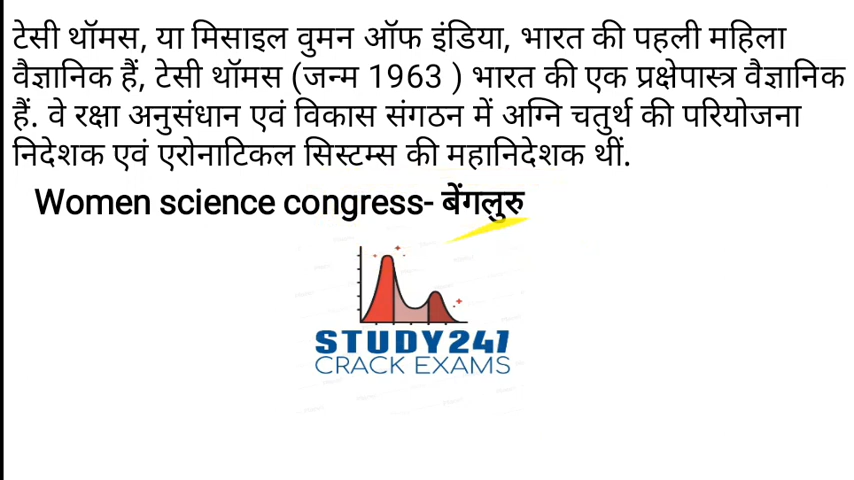 टेसी थॉमस, या मिसाइल वुमन ऑफ इंडिया, भारत की पहली महिला
वैज्ञानिक हैं, टेसी थॉमस (जन्म 1963 ) भारत की एक प्रक्षेपास्त्र वैज्ञानिक
हैं. वे रक्षा अनुसंधान एवं विकास संगठन में अग्नि चतुर्थ की परियोजना
निदेशक एवं एरोनाटिकल सिस्टम्स की महानिदेशक थीं.
Women science congress- बेंगलुरु
STUDY247
CRACK EXAMS